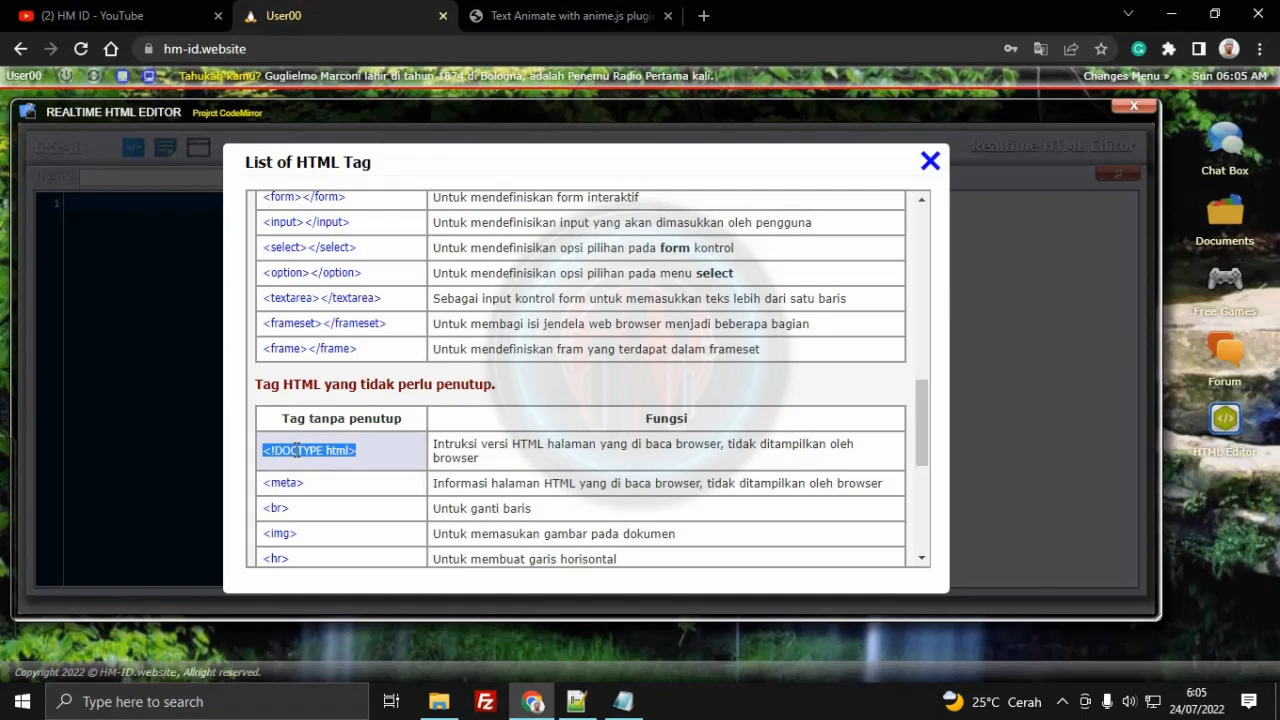 (2) HM ID - YouTube
User00
Text Animate with anime.js plugin
hm-id.website
User00
Tahukah kamu? Guglielmo Marconi lahir di tahun 1874 di Bologna, adalah Penemu Radio Pertama kali.
Changes Menu »
Sun 06:05 AM
REALTIME HTML EDITOR
Project CodeMirror
Realtime HTML Editor
Theme
1
List of HTML Tag
<form></form> Untuk mendefiniskan form interaktif
<input></input> Untuk mendefinisikan input yang akan dimasukkan oleh pengguna
<select></select> Untuk mendefinisikan opsi pilihan pada form kontrol
<option></option> Untuk mendefinisikan opsi pilihan pada menu select
<textarea></textarea> Sebagai input kontrol form untuk memasukkan teks lebih dari satu baris
<frameset></frameset> Untuk membagi isi jendela web browser menjadi beberapa bagian
<frame></frame> Untuk mendefiniskan fram yang terdapat dalam frameset
Tag HTML yang tidak perlu penutup.
Tag tanpa penutup Fungsi
<!DOCTYPE html> Intruksi versi HTML halaman yang di baca browser, tidak ditampilkan oleh
browser
<meta> Informasi halaman HTML yang di baca browser, tidak ditampilkan oleh browser
<br> Untuk ganti baris
<img> Untuk memasukan gambar pada dokumen
<hr> Untuk membuat garis horisontal
Chat Box
Documents
Free Games
Forum
HTML Editor
Copyright 2022 © HM-ID.website, Allright reserved.
Type here to search
25°C Cerah
6:05
24/07/2022